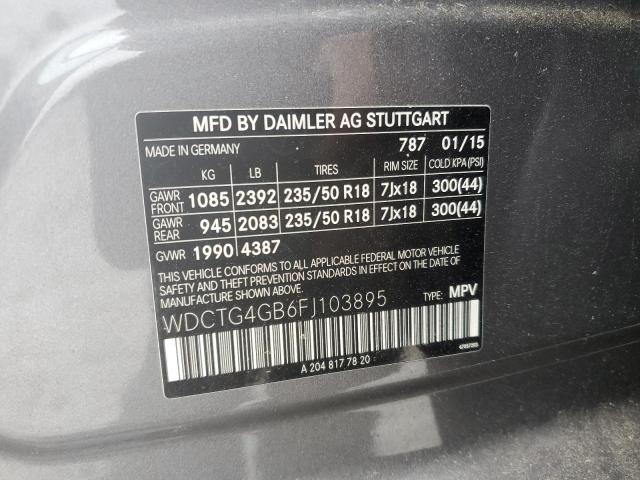 MFD BY DAIMLER AG STUTTGART
MADE IN GERMANY 787 01/15
KG LB TIRES RIM SIZE COLD KPA(PSI)
GAWR FRONT 1085 2392 235/50 R18 7Jx18 300(44)
GAWR REAR 945 2083 235/50 R18 7Jx18 300(44)
GVWR 1990 4387
THIS VEHICLE CONFORMS TO ALL APPLICABLE FEDERAL MOTOR VEHICLE
SAFETY, BUMPER, AND THEFT PREVENTION STANDARDS IN
EFFECT ON THE DATE OF MANUFACTURE SHOWN ABOVE.
WDCTG4GB6FJ103895 TYPE: MPV
A 204 817 78 20